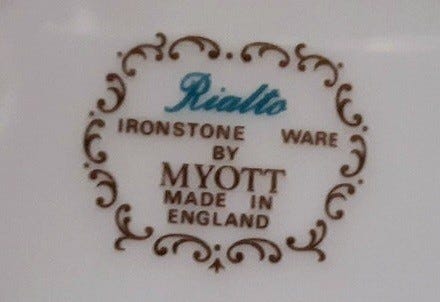 Rialto
IRONSTONE WARE
BY
MYOTT
MADE IN
ENGLAND